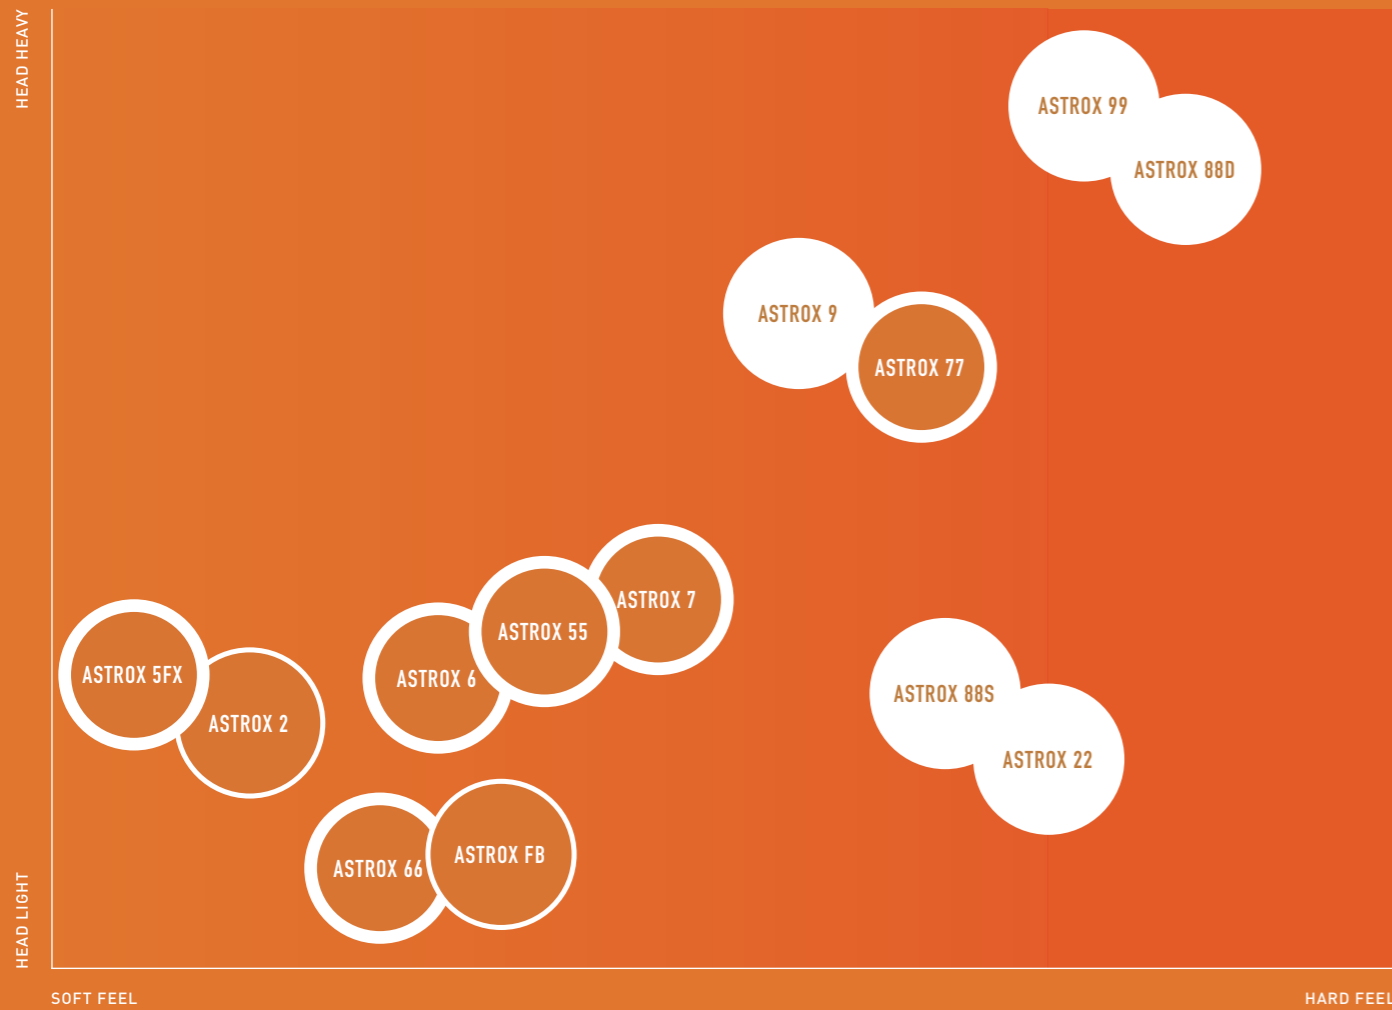 HEAD HEAVY
ASTROX 99
ASTROX 88D
ASTROX 9
ASTROX 77
ASTROX 7
ASTROX 55
ASTROX 5FX
ASTROX 6
ASTROX 88S
ASTROX 2
ASTROX 22
ASTROX FB
ASTROX 66
HEAD LIGHT
SOFT FEEL
HARD FEEL